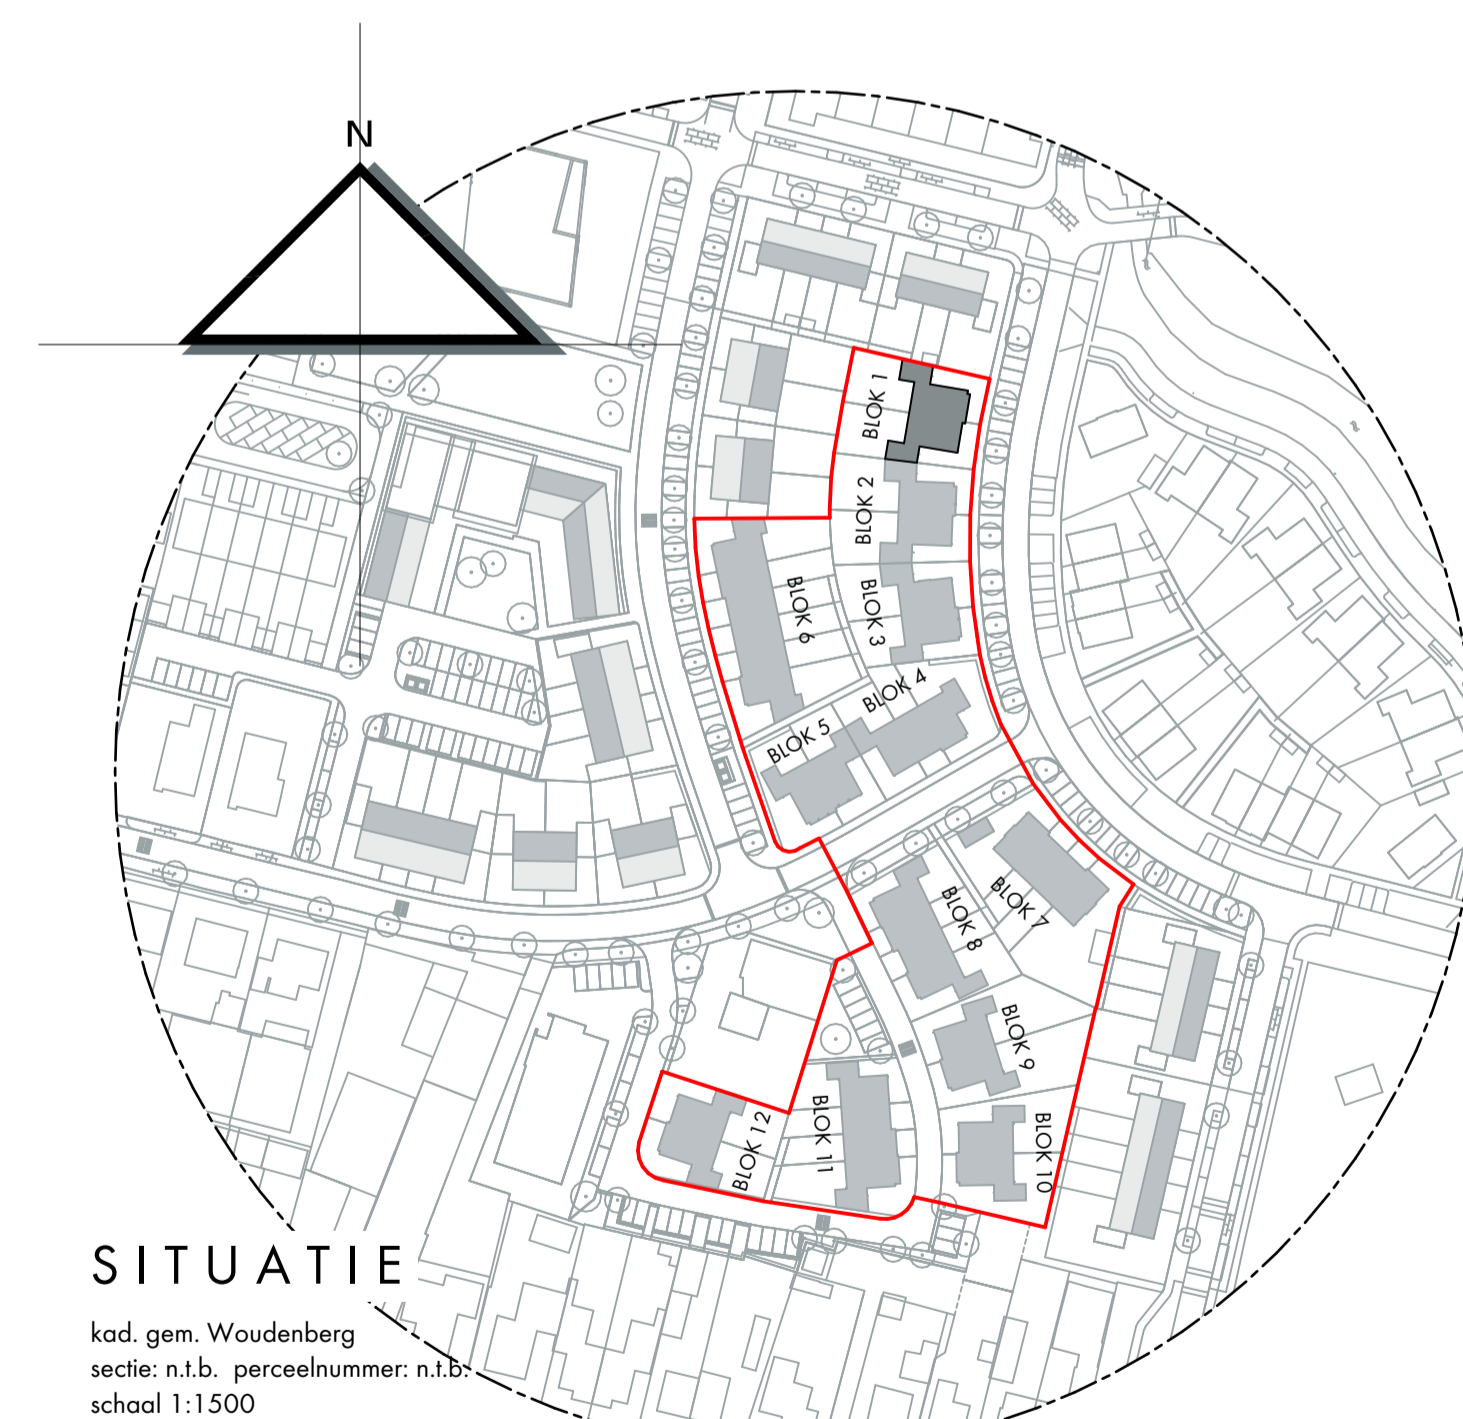 N
BLOK 1
BLOK 2
BLOK 3
BLOK 6
BLOK 4
BLOK 5
BLOK 7
BLOK 8
BLOK 9
BLOK 10
BLOK 11
BLOK 12
SITUATIE
kad. gem. Woudenberg
sectie: n.t.b. perceelnummer: n.t.b.
schaal 1:1500